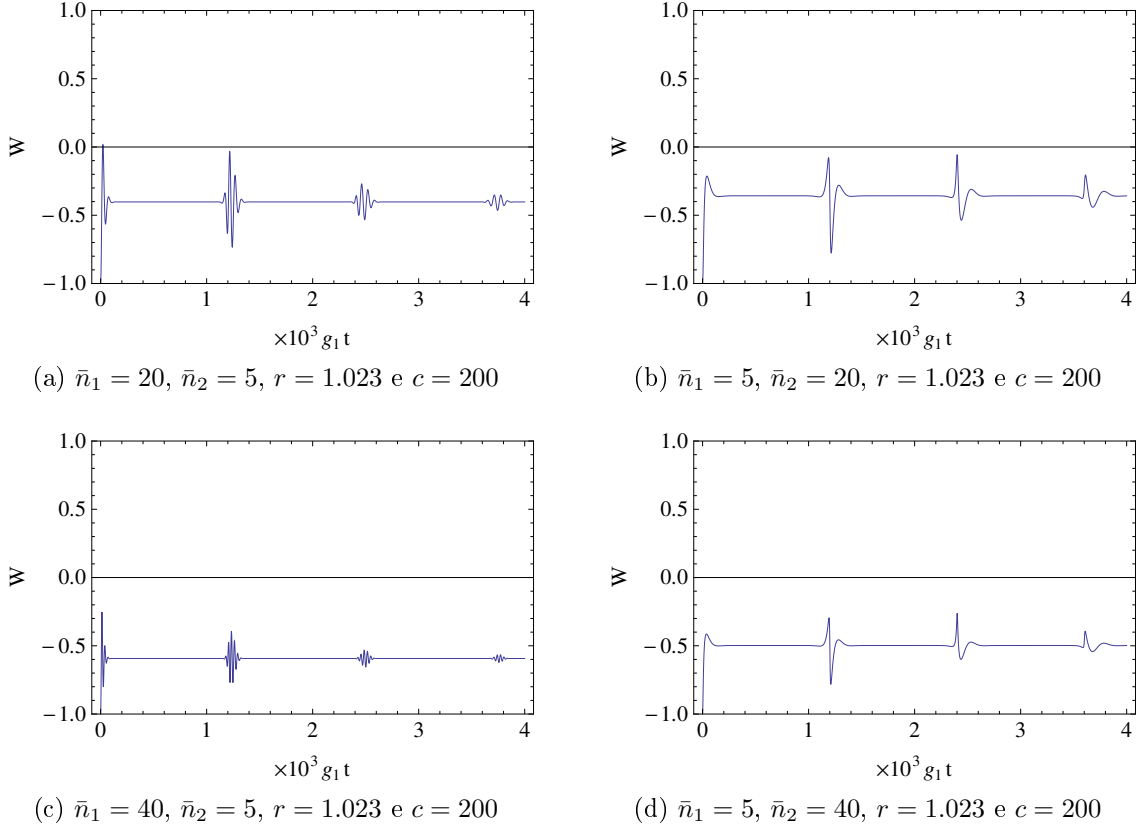 1.0
0.5
0.0
−0.5
−1.0
W
0 1 2 3 4
×10³ g₁ t
(a) n̄₁ = 20, n̄₂ = 5, r = 1.023 e c = 200
1.0
0.5
0.0
−0.5
−1.0
W
0 1 2 3 4
×10³ g₁ t
(b) n̄₁ = 5, n̄₂ = 20, r = 1.023 e c = 200
1.0
0.5
0.0
−0.5
−1.0
W
0 1 2 3 4
×10³ g₁ t
(c) n̄₁ = 40, n̄₂ = 5, r = 1.023 e c = 200
1.0
0.5
0.0
−0.5
−1.0
W
0 1 2 3 4
×10³ g₁ t
(d) n̄₁ = 5, n̄₂ = 40, r = 1.023 e c = 200